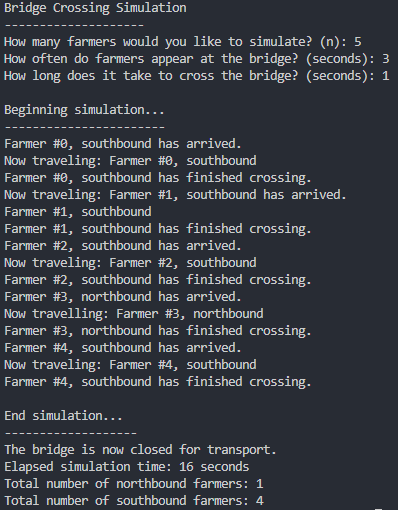 Bridge Crossing Simulation
--------------------
How many farmers would you like to simulate? (n): 5
How often do farmers appear at the bridge? (seconds): 3
How long does it take to cross the bridge? (seconds): 1
Beginning simulation...
-----------------------
Farmer #0, southbound has arrived.
Now traveling: Farmer #0, southbound
Farmer #0, southbound has finished crossing.
Now traveling: Farmer #1, southbound has arrived.
Farmer #1, southbound
Farmer #1, southbound has finished crossing.
Farmer #2, southbound has arrived.
Now traveling: Farmer #2, southbound
Farmer #2, southbound has finished crossing.
Farmer #3, northbound has arrived.
Now travelling: Farmer #3, northbound
Farmer #3, northbound has finished crossing.
Farmer #4, southbound has arrived.
Now traveling: Farmer #4, southbound
Farmer #4, southbound has finished crossing.
End simulation...
-------------------
The bridge is now closed for transport.
Elapsed simulation time: 16 seconds
Total number of northbound farmers: 1
Total number of southbound farmers: 4